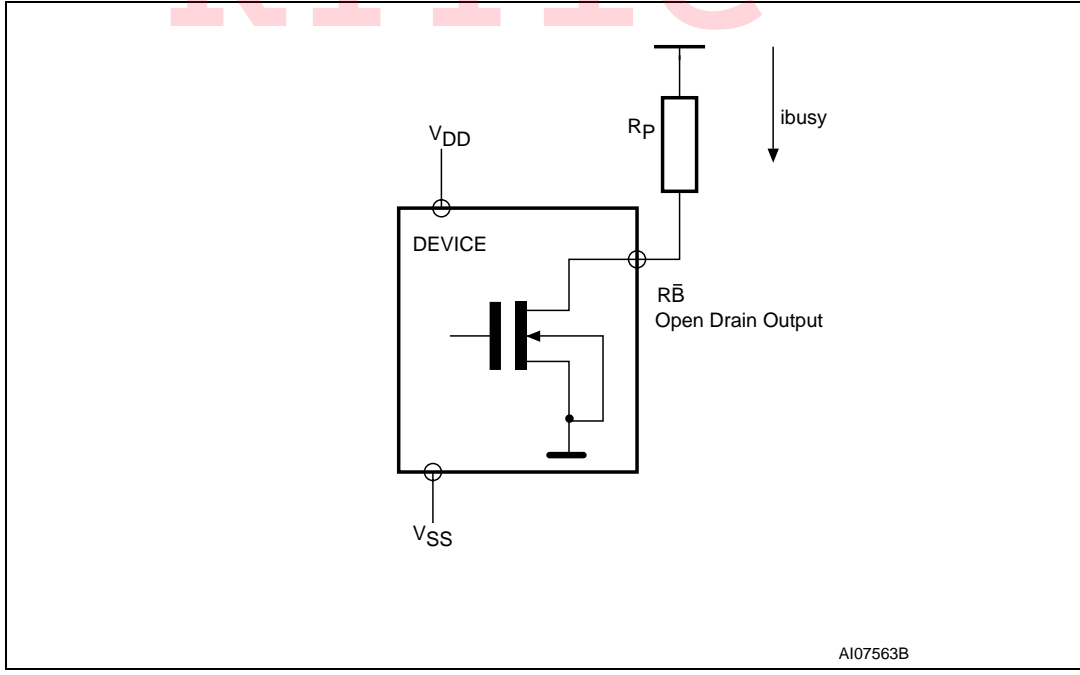 RP
ibusy
VDD
DEVICE
RB̄
Open Drain Output
VSS
AI07563B